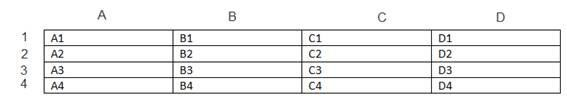 A B C D
1 A1 B1 C1 D1
2 A2 B2 C2 D2
3 A3 B3 C3 D3
4 A4 B4 C4 D4